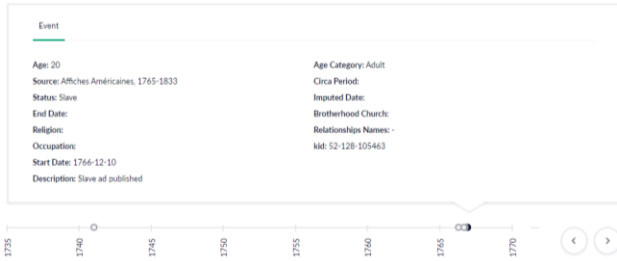 Event
Age: 20
Source: Affiches Américaines, 1765-1833
Status: Slave
End Date:
Religion:
Occupation:
Start Date: 1766-12-10
Description: Slave ad published
Age Category: Adult
Circa Period:
Imputed Date:
Brotherhood Church:
Relationships Names: -
kid: 52-128-105463
1735
1740
1745
1750
1755
1760
1765
1770